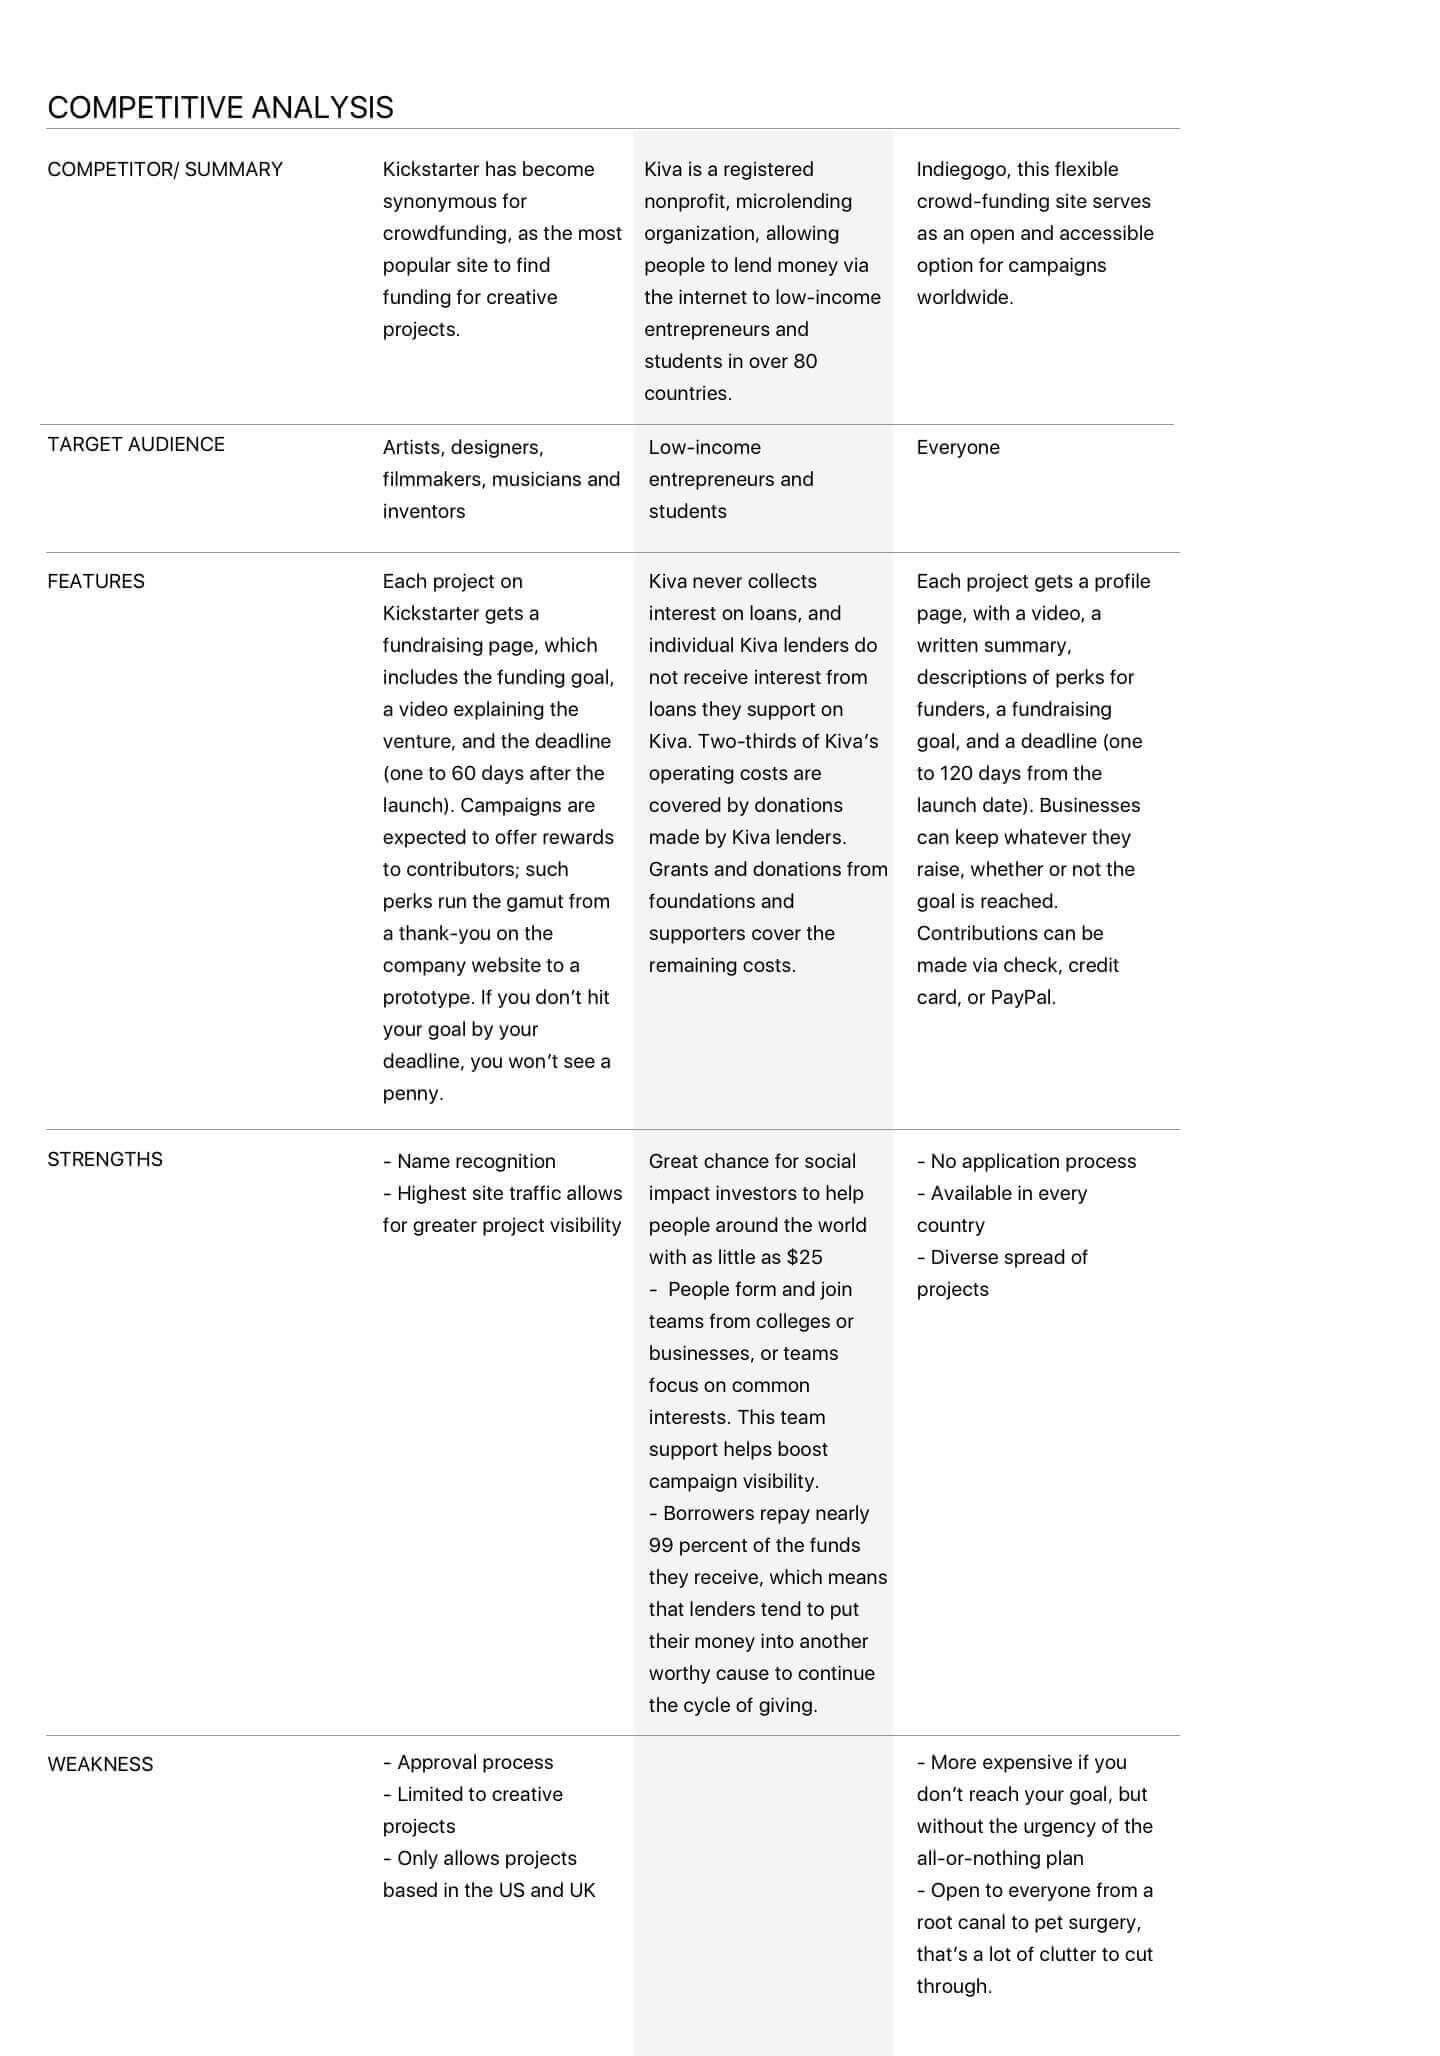 COMPETITIVE ANALYSIS
COMPETITOR/ SUMMARY
Kickstarter has become
synonymous for
crowdfunding, as the most
popular site to find
funding for creative
projects.
Kiva is a registered
nonprofit, microlending
organization, allowing
people to lend money via
the internet to low-income
entrepreneurs and
students in over 80
countries.
Indiegogo, this flexible
crowd-funding site serves
as an open and accessible
option for campaigns
worldwide.
TARGET AUDIENCE
Artists, designers,
filmmakers, musicians and
inventors
Low-income
entrepreneurs and
students
Everyone
FEATURES
Each project on
Kickstarter gets a
fundraising page, which
includes the funding goal,
a video explaining the
venture, and the deadline
(one to 60 days after the
launch). Campaigns are
expected to offer rewards
to contributors; such
perks run the gamut from
a thank-you on the
company website to a
prototype. If you don't hit
your goal by your
deadline, you won't see a
penny.
Kiva never collects
interest on loans, and
individual Kiva lenders do
not receive interest from
loans they support on
Kiva. Two-thirds of Kiva's
operating costs are
covered by donations
made by Kiva lenders.
Grants and donations from
foundations and
supporters cover the
remaining costs.
Each project gets a profile
page, with a video, a
written summary,
descriptions of perks for
funders, a fundraising
goal, and a deadline (one
to 120 days from the
launch date). Businesses
can keep whatever they
raise, whether or not the
goal is reached.
Contributions can be
made via check, credit
card, or PayPal.
STRENGTHS
- Name recognition
- Highest site traffic allows
for greater project visibility
Great chance for social
impact investors to help
people around the world
with as little as $25
-  People form and join
teams from colleges or
businesses, or teams
focus on common
interests. This team
support helps boost
campaign visibility.
- Borrowers repay nearly
99 percent of the funds
they receive, which means
that lenders tend to put
their money into another
worthy cause to continue
the cycle of giving.
- No application process
- Available in every
country
- Diverse spread of
projects
WEAKNESS
- Approval process
- Limited to creative
projects
- Only allows projects
based in the US and UK
- More expensive if you
don't reach your goal, but
without the urgency of the
all-or-nothing plan
- Open to everyone from a
root canal to pet surgery,
that's a lot of clutter to cut
through.